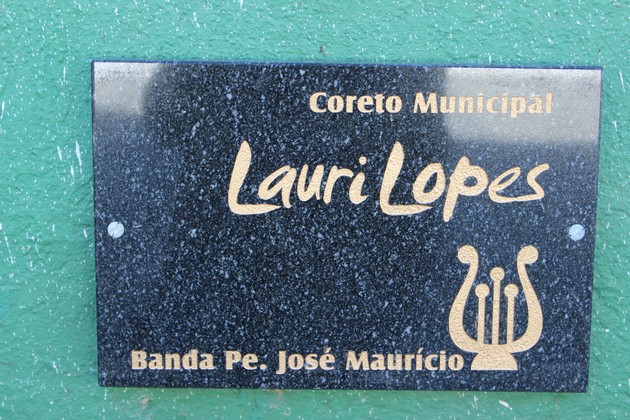 Coreto Municipal
Lauri Lopes
Banda Pe. José Maurício